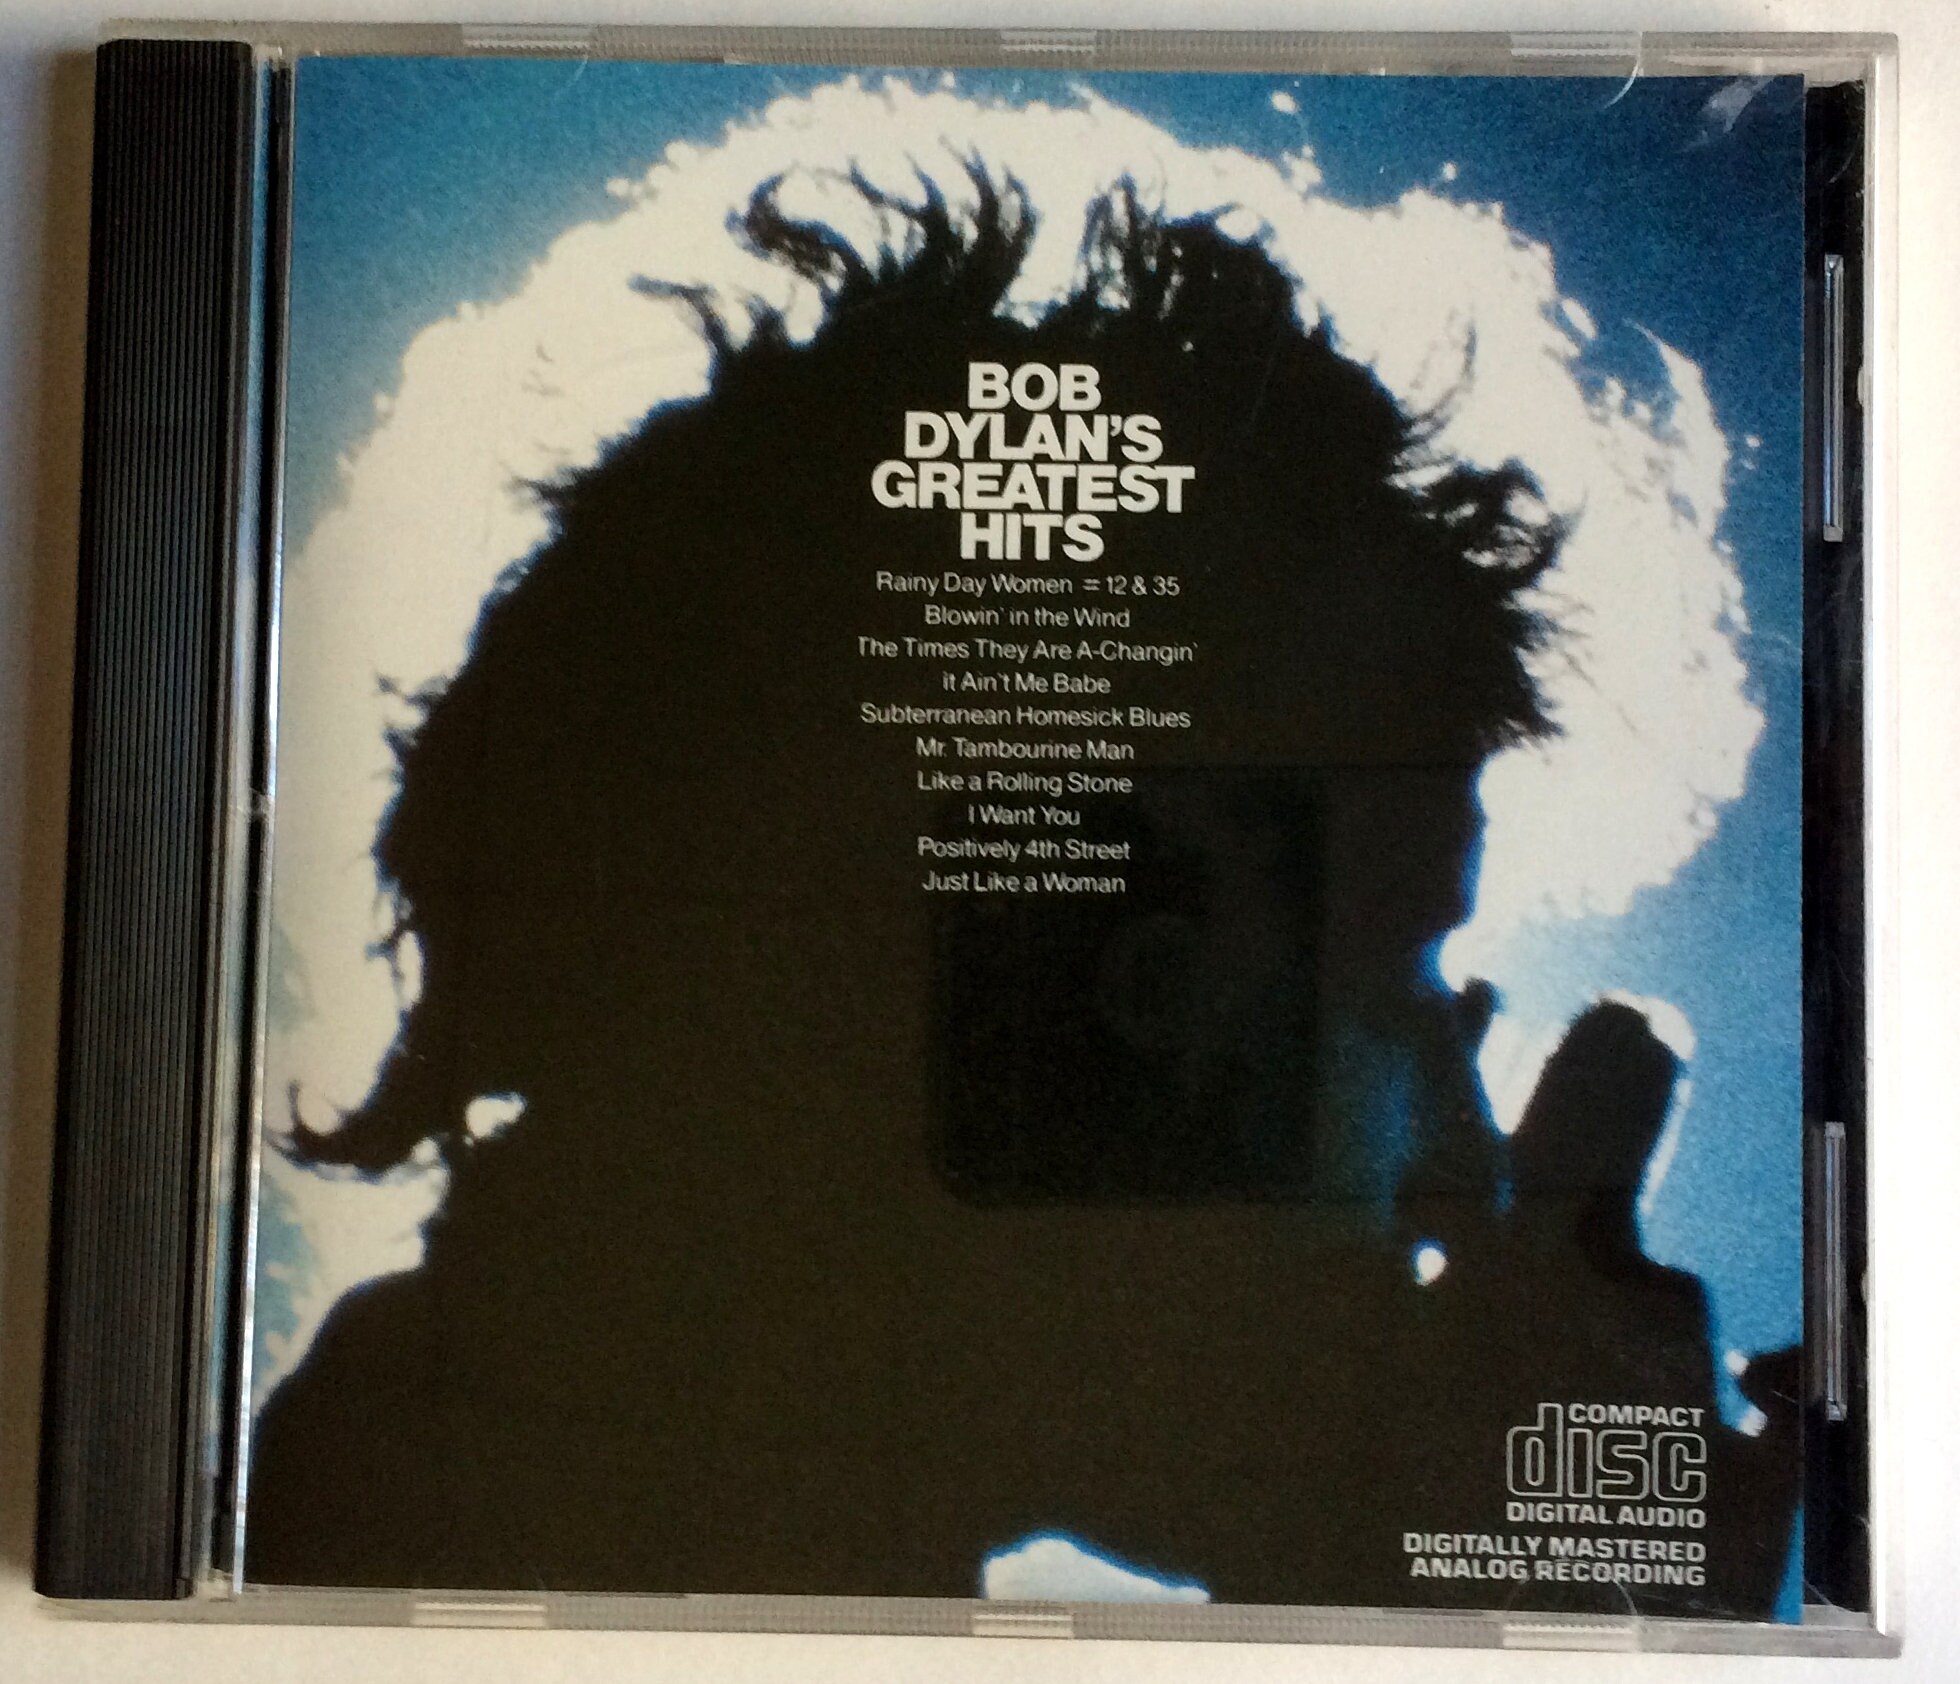 BOB
DYLAN'S
GREATEST
HITS
Rainy Day Women = 12 & 35
Blowin' in the Wind
The Times They Are A-Changin'
it Ain't Me Babe
Subterranean Homesick Blues
Mr. Tambourine Man
Like a Rolling Stone
I Want You
Positively 4th Street
Just Like a Woman
COMPACT
disc
DIGITAL AUDIO
DIGITALLY MASTERED
ANALOG RECORDING